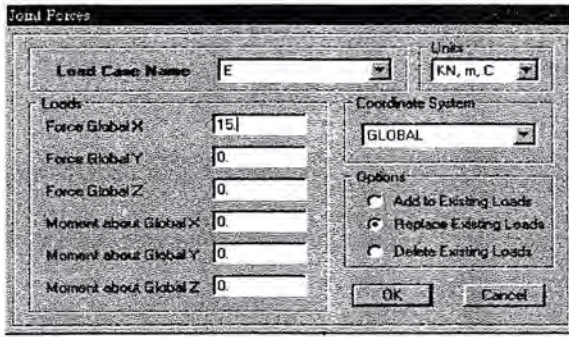 Joint Forces
Load Case Name
E
Units
KN, m, C
Loads
Force Global X
15.
Force Global Y
0.
Force Global Z
0.
Moment about Global X
0.
Moment about Global Y
0.
Moment about Global Z
0.
Coordinate System
GLOBAL
Options
Add to Existing Loads
Replace Existing Loads
Delete Existing Loads
OK
Cancel